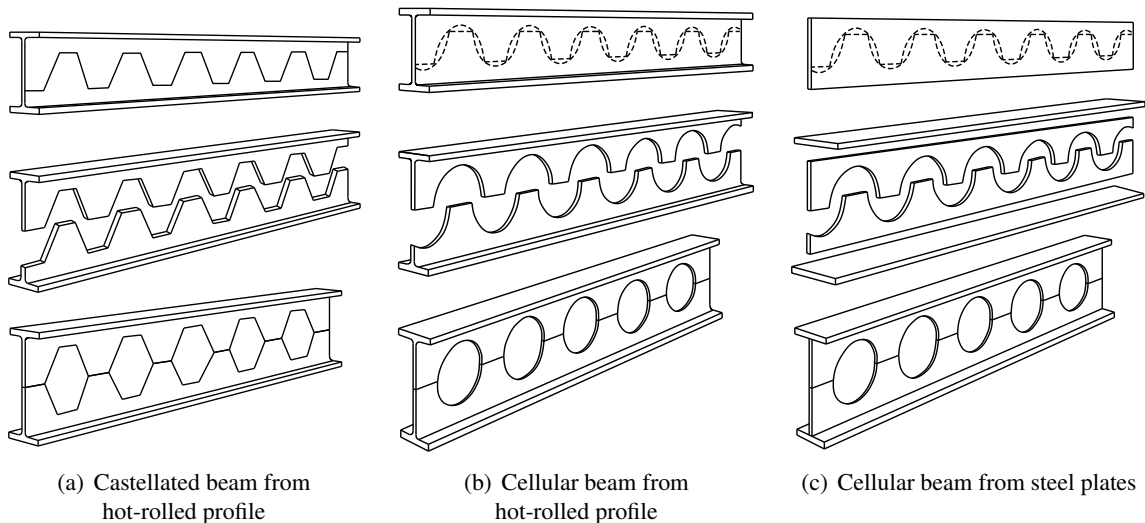 (a) Castellated beam from
hot-rolled profile
(b) Cellular beam from
hot-rolled profile
(c) Cellular beam from steel plates